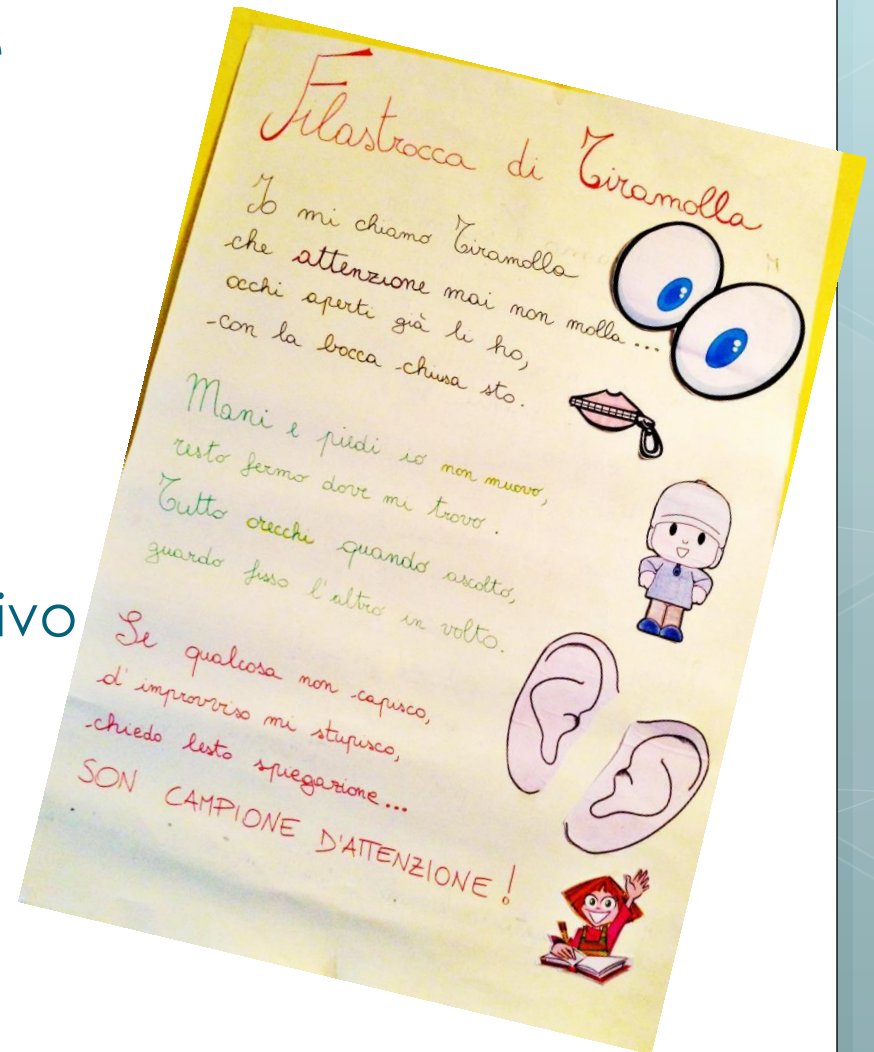 Filastrocca di Tiramolla
Io mi chiamo Tiramolla
che attenzione mai non molla...
occhi aperti già li ho,
con la bocca chiusa sto.
Mani e piedi io non muovo,
resto fermo dove mi trovo.
Tutto orecchi quando ascolto,
guardo fisso l'altro in volto.
Se qualcosa non capisco,
d'improvviso mi stupisco,
chiedo lesto spiegazione...
SON CAMPIONE D'ATTENZIONE!
ivo